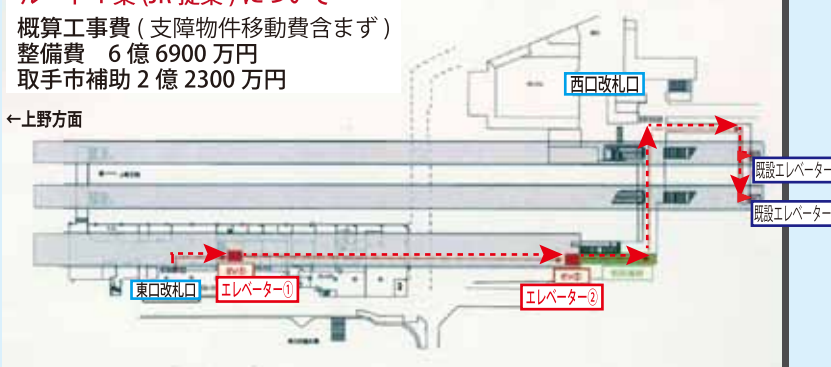 概算工事費 ( 支障物件移動費含まず )
整備費　6 億 6900 万円
取手市補助 2 億 2300 万円
←上野方面
西口改札口
既設エレベーター
既設エレベーター
東口改札口
エレベーター①
エレベーター②